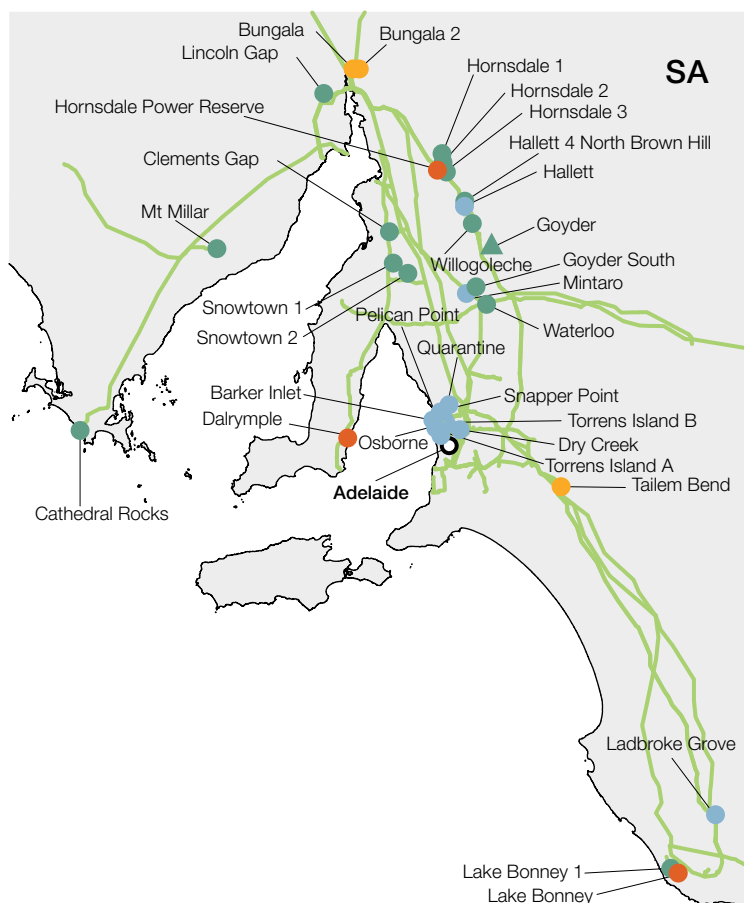 Bungala
Bungala 2
Lincoln Gap
SA
Hornsdale 1
Hornsdale 2
Hornsdale Power Reserve
Hornsdale 3
Hallett 4 North Brown Hill
Clements Gap
Hallett
Mt Millar
Goyder
Willogoleche
Goyder South
Mintaro
Snowtown 1
Pelican Point
Snowtown 2
Waterloo
Quarantine
Barker Inlet
Snapper Point
Dalrymple
Torrens Island B
Osborne
Dry Creek
Torrens Island A
Adelaide
Tailem Bend
Cathedral Rocks
Ladbroke Grove
Lake Bonney 1
Lake Bonney